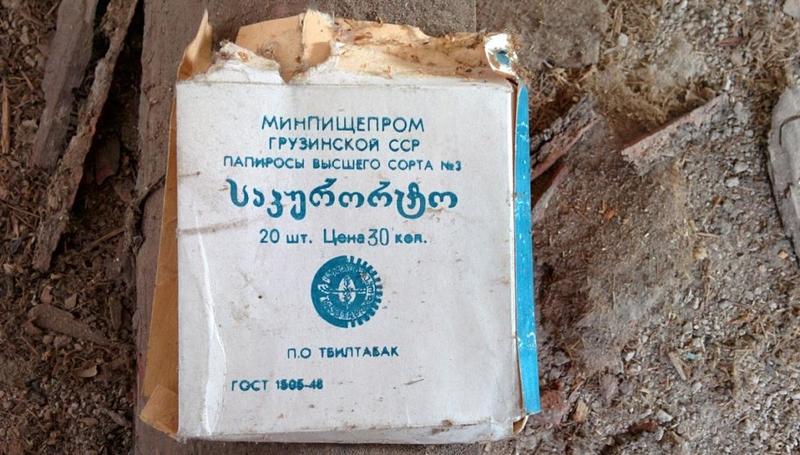 МИНПИЩЕПРОМ
ГРУЗИНСКОЙ ССР
ПАПИРОСЫ ВЫСШЕГО СОРТА №3
საკურორტო
20 шт. Цена 30 коп.
П.О ТБИЛТАБАК
ГОСТ 1505-48